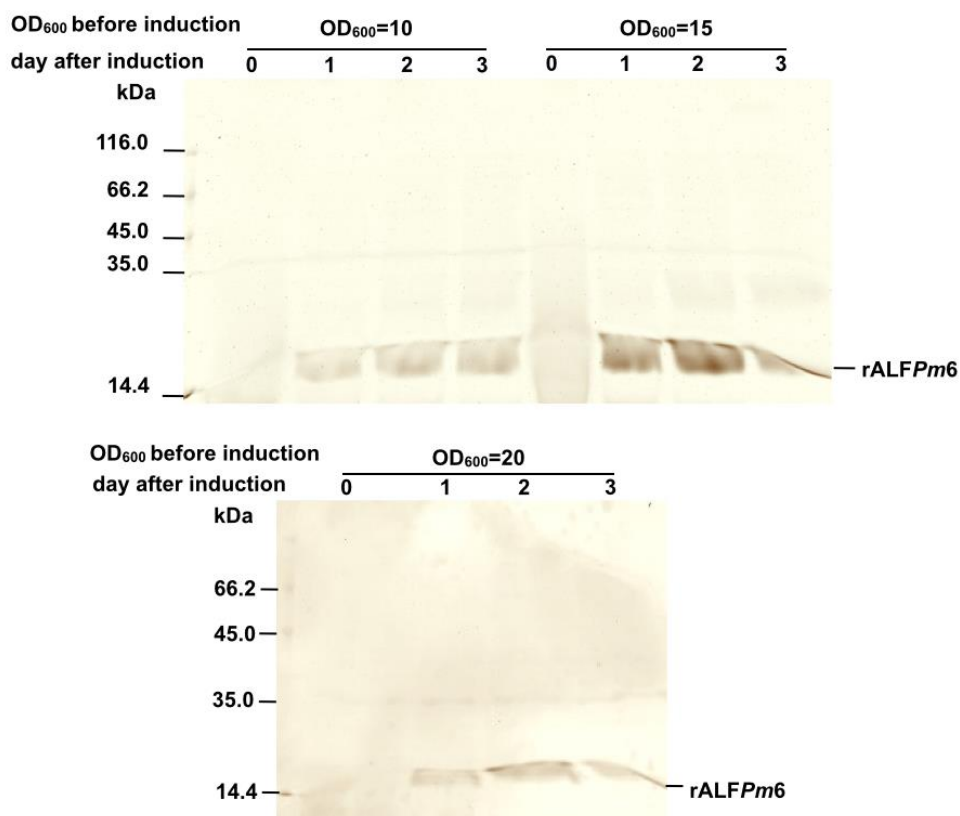 OD600 before induction OD600=10 OD600=15
day after induction 0 1 2 3 0 1 2 3
kDa
116.0
66.2
45.0
35.0
14.4
rALFPm6
OD600 before induction OD600=20
day after induction 0 1 2 3
kDa
66.2
45.0
35.0
14.4
rALFPm6